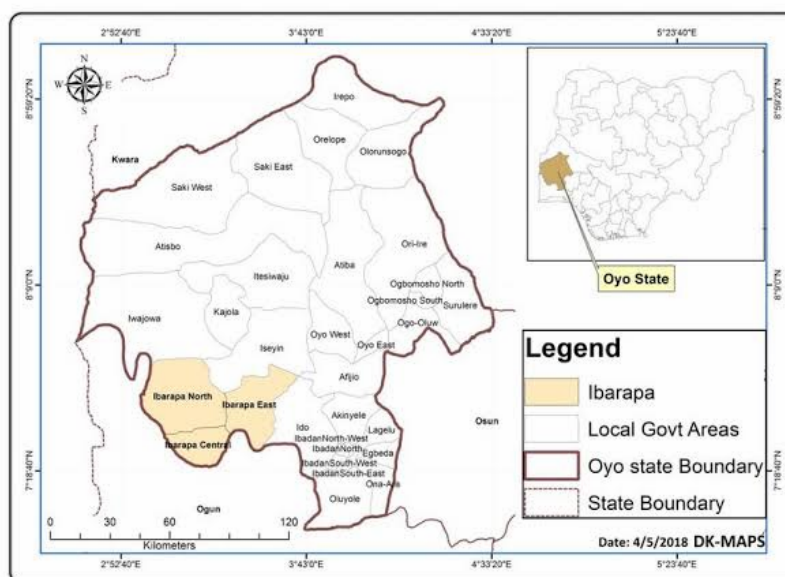 2°52'40"E
3°43'0"E
4°33'20"E
5°23'40"E
8°59'20"N
8°9'0"N
7°18'40"N
N
W
E
S
Kwara
Irepo
Orelope
Olorunsogo
Saki East
Saki West
Atisbo
Ori-Ire
Itesiwaju
Atiba
Ogbomosho North
Ogbomosho South
Surulere
Iwajowa
Kajola
Oyo West
Ogo-Oluw
Iseyin
Oyo East
Afijio
Ibarapa North
Ibarapa East
Akinyele
Ido
Lagelu
Ibarapa Central
IbadanNorth-West
IbadanNorth
Egbeda
IbadanSouth-West
IbadanSouth-East
Oluyole
Osun
Ogun
0 30 60 120
Kilometers
Oyo State
Legend
Ibarapa
Local Govt Areas
Oyo state Boundary
State Boundary
Date: 4/5/2018 DK-MAPS
2°52'40"E
3°43'0"E
4°33'20"E
5°23'40"E
8°59'20"N
8°9'0"N
7°18'40"N